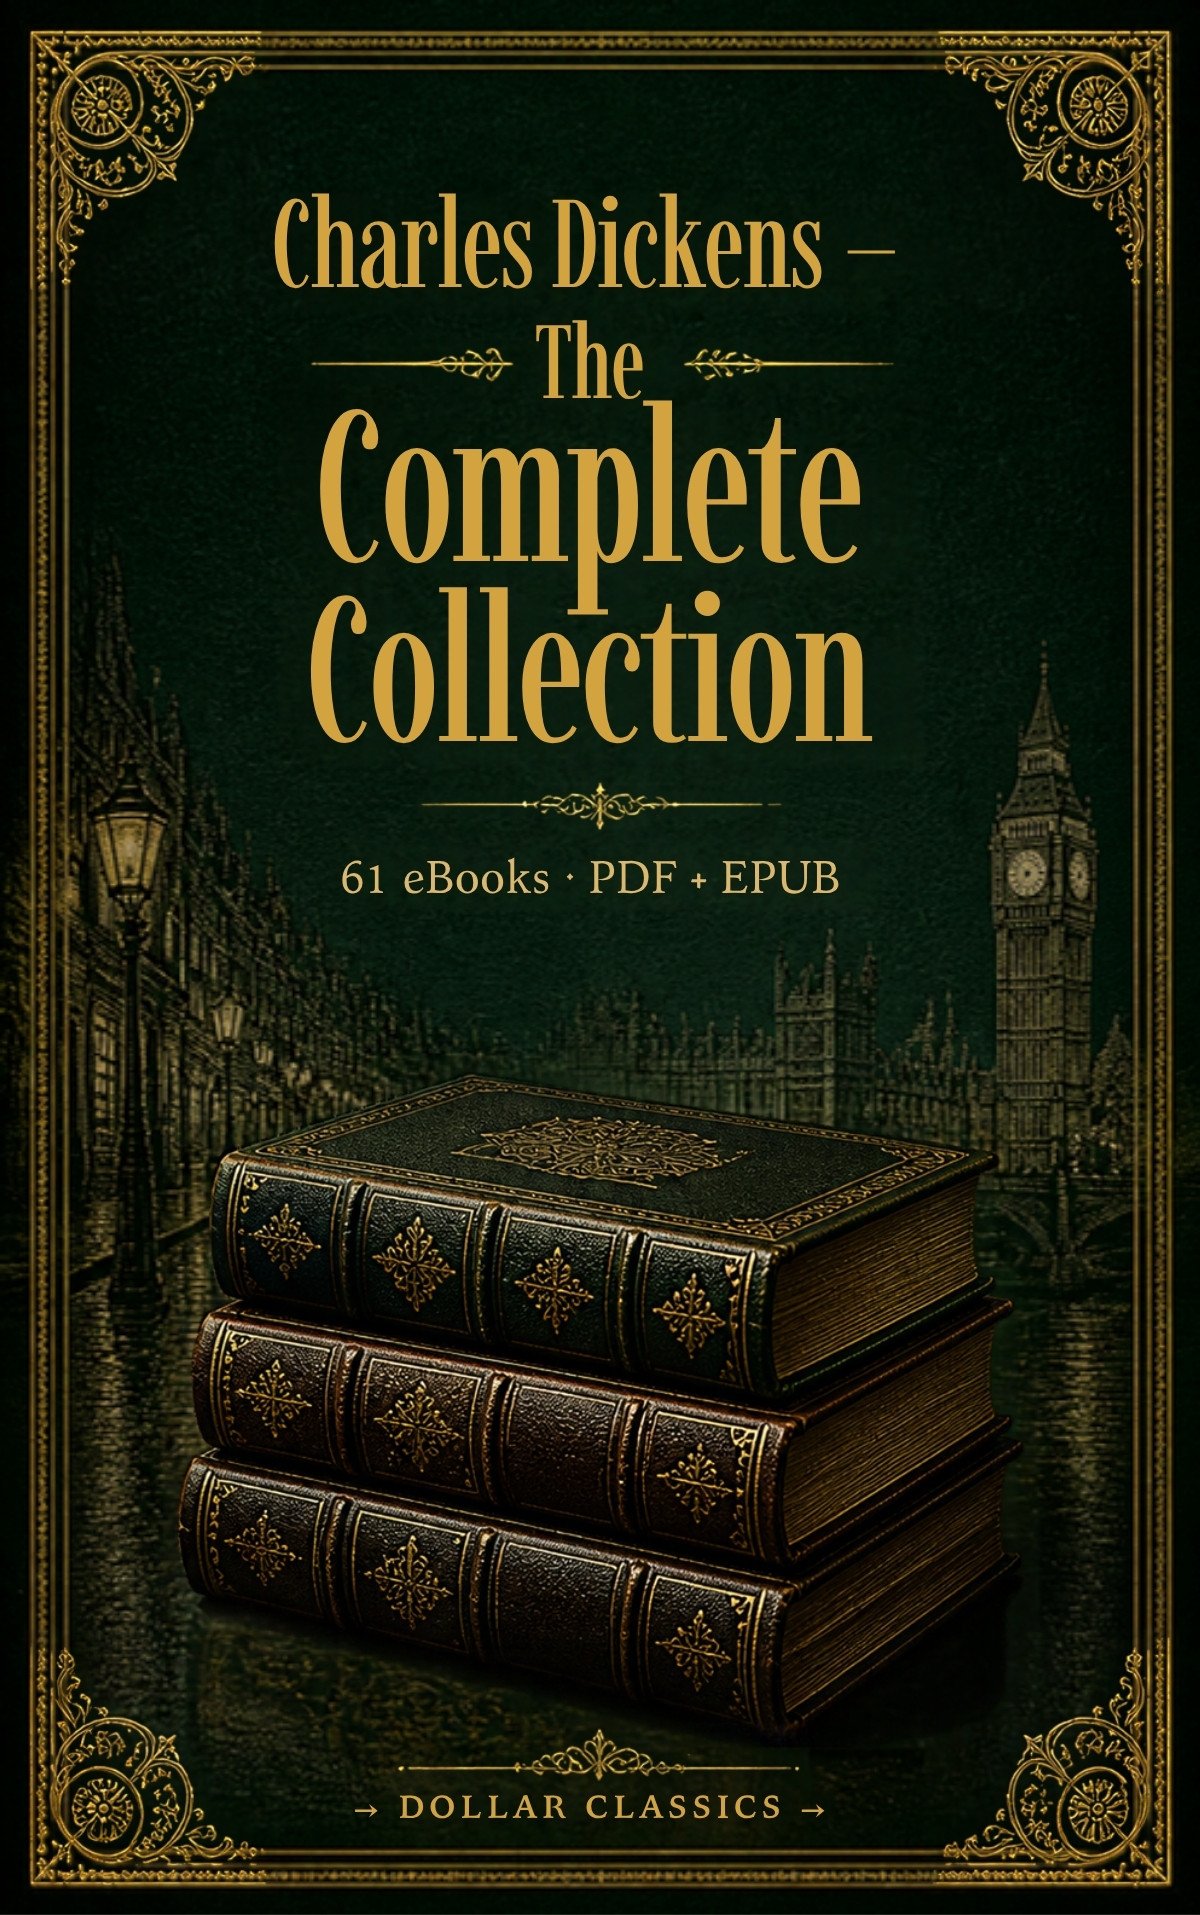 Charles Dickens –
The
Complete
Collection
61 eBooks · PDF + EPUB
→ DOLLAR CLASSICS →